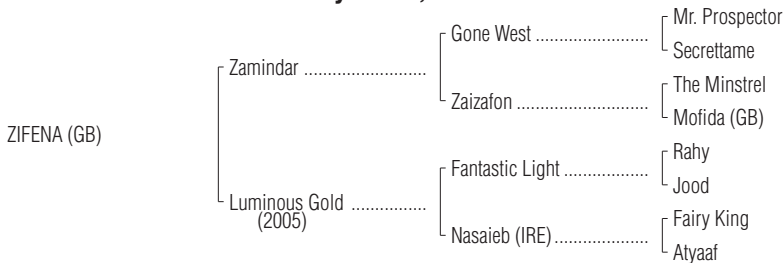 Mr. Prospector
Gone West ........................
Secrettame
Zamindar ..........................
The Minstrel
Zaizafon ............................
Mofida (GB)
ZIFENA (GB)
Rahy
Fantastic Light ..................
Jood
Luminous Gold ................
(2005)
Fairy King
Nasaieb (IRE)....................
Atyaaf